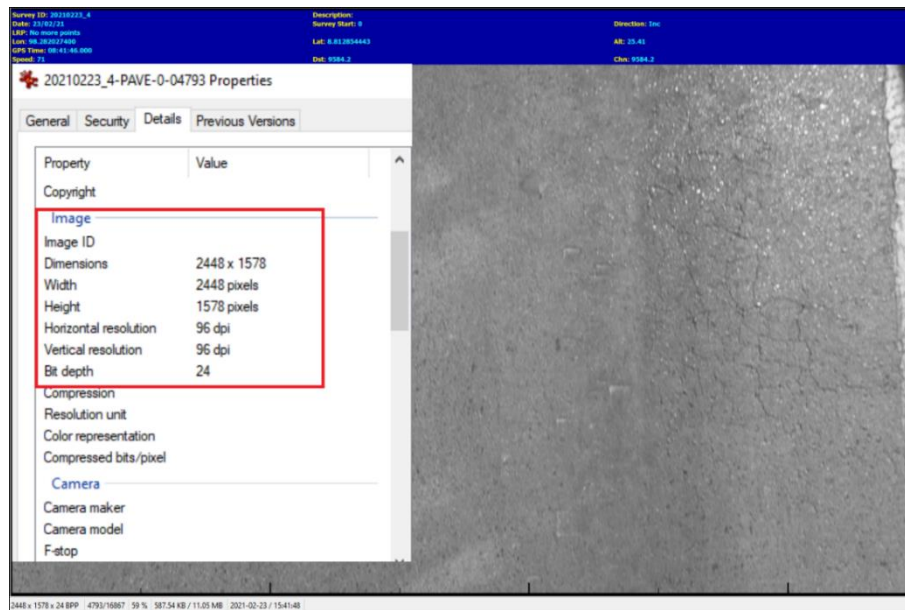 Survey ID: 20210223_4
Description:
Date: 23/02/21
Survey Start: 0
Direction: Inc
LRP: No more points
Lon: 98.282027400
Lat: 8.012854443
Alt: 25.41
GPS Time: 08:41:46.000
Speed: 71
Dst: 9584.2
Chn: 9584.2
20210223_4-PAVE-0-04793 Properties
General Security Details Previous Versions
Property Value
Copyright
Image
Image ID
Dimensions 2448 x 1578
Width 2448 pixels
Height 1578 pixels
Horizontal resolution 96 dpi
Vertical resolution 96 dpi
Bit depth 24
Compression
Resolution unit
Color representation
Compressed bits/pixel
Camera
Camera maker
Camera model
F-stop
2448 x 1578 x 24 BPP 4793/16867 59 % 587.54 KB / 11.05 MB 2021-02-23 / 15:41:48